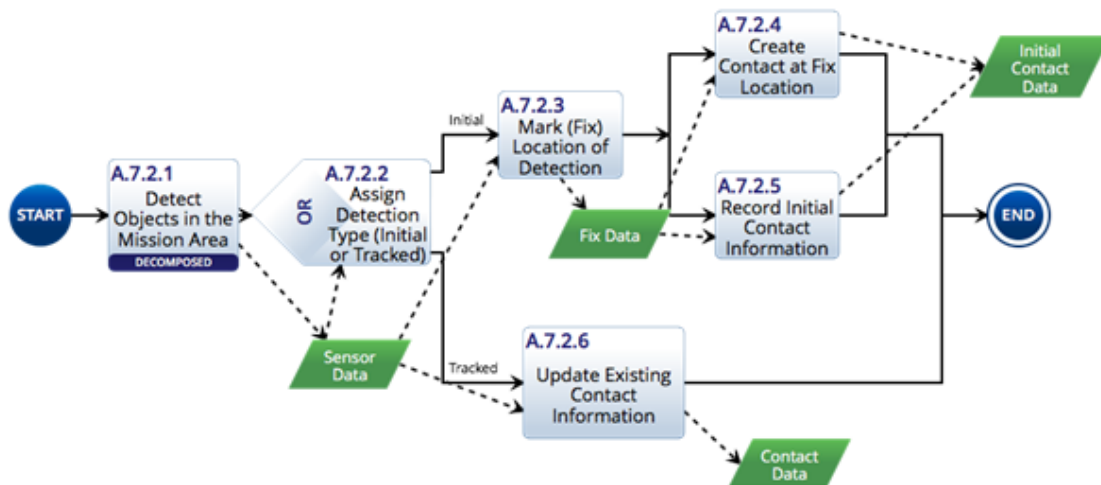 START
A.7.2.1
Detect
Objects in the
Mission Area
DECOMPOSED
OR
A.7.2.2
Assign
Detection
Type (Initial
or Tracked)
Initial
Tracked
Sensor
Data
A.7.2.3
Mark (Fix)
Location of
Detection
Fix Data
A.7.2.4
Create
Contact at Fix
Location
A.7.2.5
Record Initial
Contact
Information
Initial
Contact
Data
A.7.2.6
Update Existing
Contact
Information
Contact
Data
END